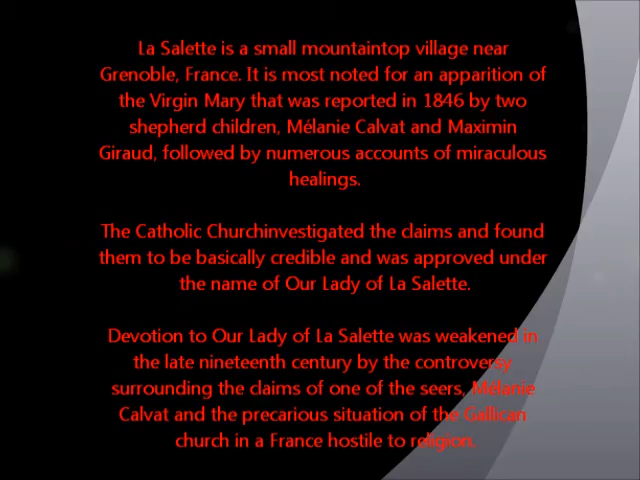 La Salette is a small mountaintop village near
Grenoble, France. It is most noted for an apparition of
the Virgin Mary that was reported in 1846 by two
shepherd children, Mélanie Calvat and Maximin
Giraud, followed by numerous accounts of miraculous
healings.
The Catholic Churchinvestigated the claims and found
them to be basically credible and was approved under
the name of Our Lady of La Salette.
Devotion to Our Lady of La Salette was weakened in
the late nineteenth century by the controversy
surrounding the claims of one of the seers, Mélanie
Calvat and the precarious situation of the Gallican
church in a France hostile to religion.